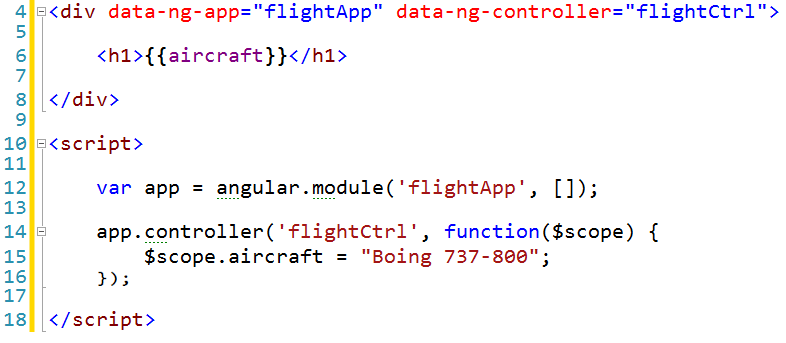 4 <div data-ng-app="flightApp" data-ng-controller="flightCtrl">
5
6     <h1>{{aircraft}}</h1>
7
8 </div>
9
10 <script>
11
12     var app = angular.module('flightApp', []);
13
14     app.controller('flightCtrl', function($scope) {
15         $scope.aircraft = "Boing 737-800";
16     });
17
18 </script>